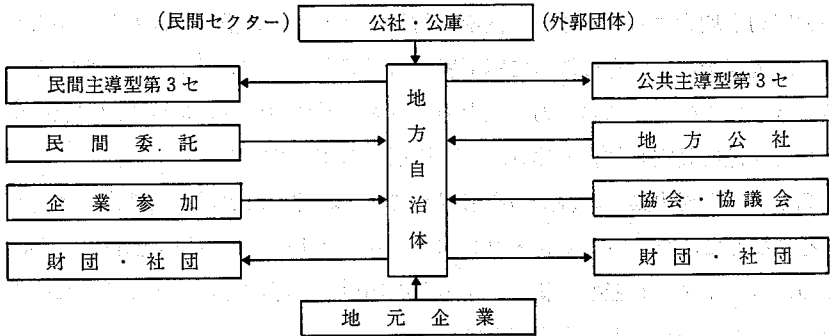 (民間セクター) 公社・公庫 (外郭団体)
民間主導型第3セ 公共主導型第3セ
地方自治体
民間委.託 地方公社
企業参加 協会・協議会
財団・社団 財団・社団
地元企業